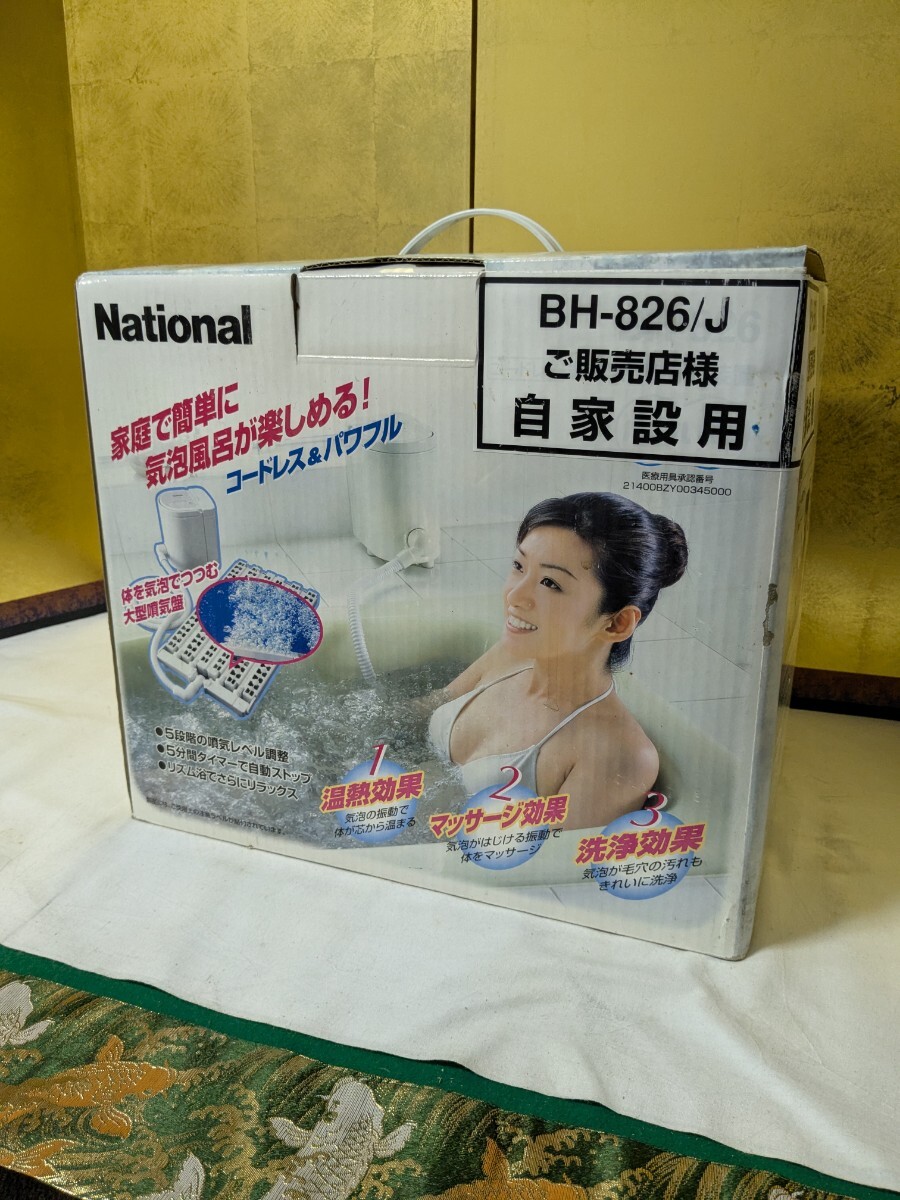 National
BH-826/J
ご販売店様
自家設用
医療用具承認番号
21400BZY00345000
家庭で簡単に
気泡風呂が楽しめる!
コードレス&パワフル
体を気泡でつつむ
大型噴気盤
●5段階の噴気レベル調整
●5分間タイマーで自動ストップ
●リズム浴でさらにリラックス
1
温熱効果
気泡の振動で
体が芯から温まる
2
マッサージ効果
気泡がはじける振動で
体をマッサージ
3
洗浄効果
気泡が毛穴の汚れも
きれいに洗浄